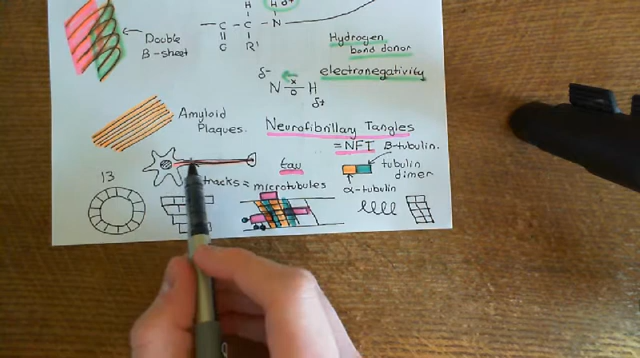 H δ+
– C – C – N
O R'
Double
B-sheet
Hydrogen
bond donor
electronegativity
δ-
N x H
o δ+
Amyloid
Plaques.
Neurofibrillary Tangles
= NFT
B-tubulin.
tau
tubulin
dimer
α-tubulin
13
tracks = microtubules